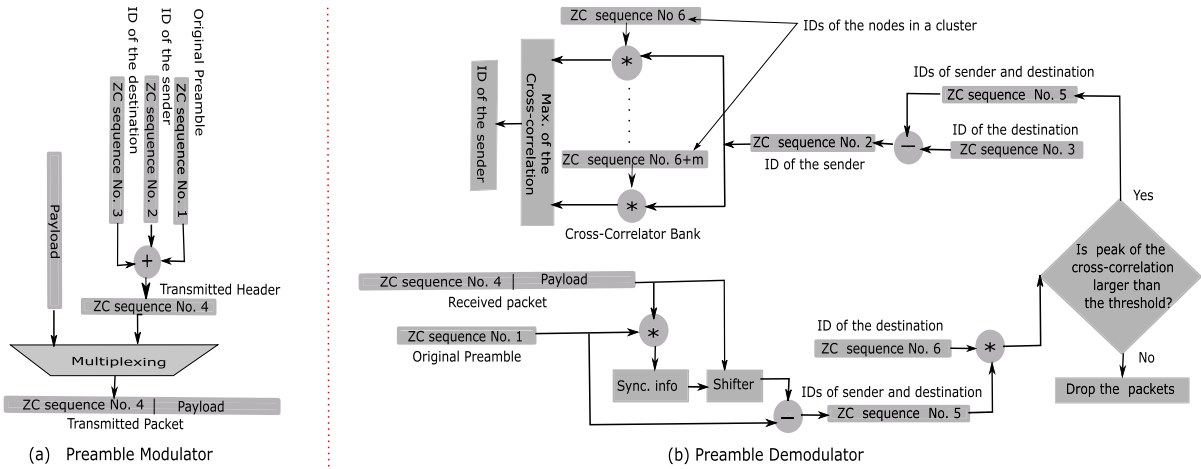 Original Preamble
ID of the sender
ID of the destination
ZC sequence No. 1
ZC sequence No. 2
ZC sequence No. 3
Payload
+
Transmitted Header
ZC sequence No. 4
Multiplexing
ZC sequence No. 4 | Payload
Transmitted Packet
(a) Preamble Modulator
ZC sequence No 6
IDs of the nodes in a cluster
*
ID of the sender
Max. of the
Cross-correlation
ZC sequence No. 6+m
*
Cross-Correlator Bank
IDs of sender and destination
ZC sequence No. 5
ID of the destination
ZC sequence No. 3
−
ZC sequence No. 2
ID of the sender
Yes
Is peak of the
cross-correlation
larger than
the threshold?
No
Drop the packets
ZC sequence No. 4 | Payload
Received packet
ZC sequence No. 1
Original Preamble
*
Sync. info
Shifter
−
IDs of sender and destination
ZC sequence No. 5
ID of the destination
ZC sequence No. 6
*
(b) Preamble Demodulator